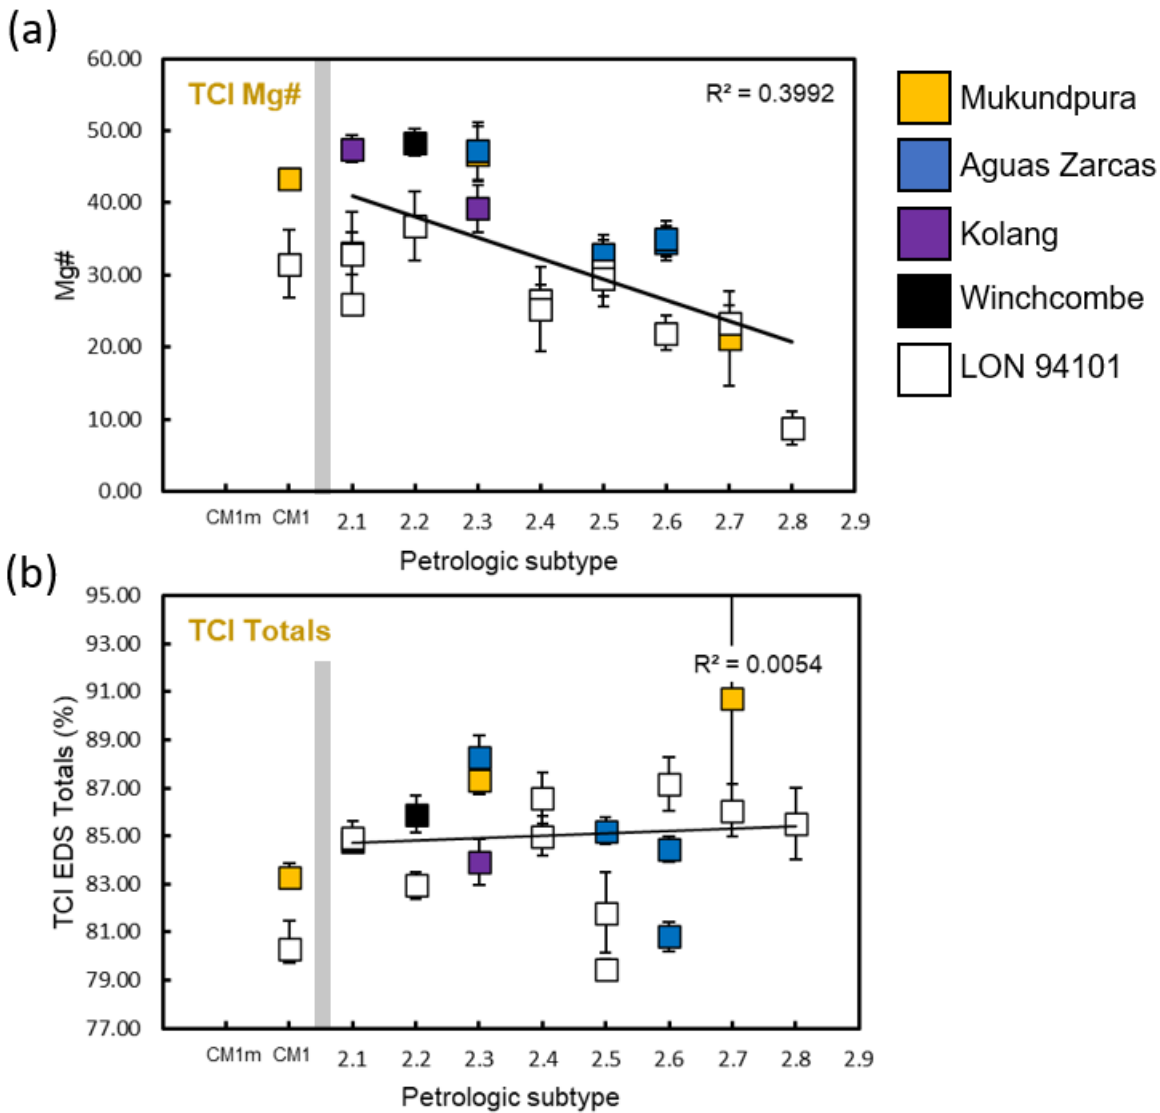 (a)
60.00
50.00
40.00
30.00
20.00
10.00
0.00
Mg#
TCI Mg#
R² = 0.3992
CM1m CM1 2.1 2.2 2.3 2.4 2.5 2.6 2.7 2.8 2.9
Petrologic subtype
Mukundpura
Aguas Zarcas
Kolang
Winchcombe
LON 94101
(b)
95.00
93.00
91.00
89.00
87.00
85.00
83.00
81.00
79.00
77.00
TCI EDS Totals (%)
TCI Totals
R² = 0.0054
CM1m CM1 2.1 2.2 2.3 2.4 2.5 2.6 2.7 2.8 2.9
Petrologic subtype